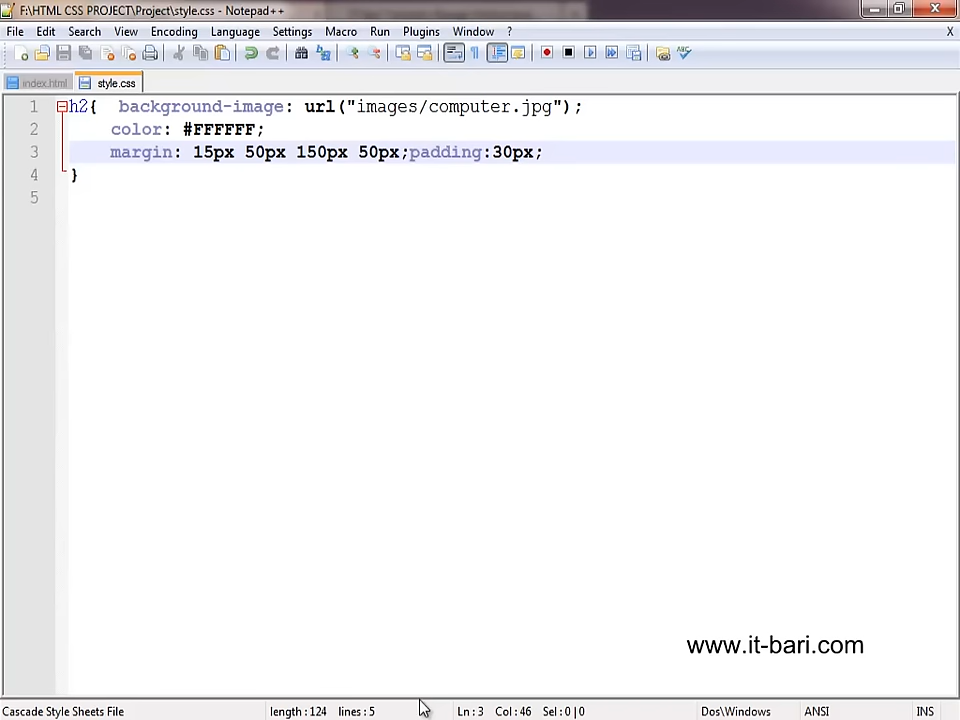 F:\HTML CSS PROJECT\Project\style.css - Notepad++
File Edit Search View Encoding Language Settings Macro Run Plugins Window ? X
index.html style.css
1 h2{ background-image: url("images/computer.jpg");
2 color: #FFFFFF;
3 margin: 15px 50px 150px 50px;padding:30px;
4 }
5
www.it-bari.com
Cascade Style Sheets File length : 124 lines : 5 Ln : 3 Col : 46 Sel : 0 | 0 Dos\Windows ANSI INS